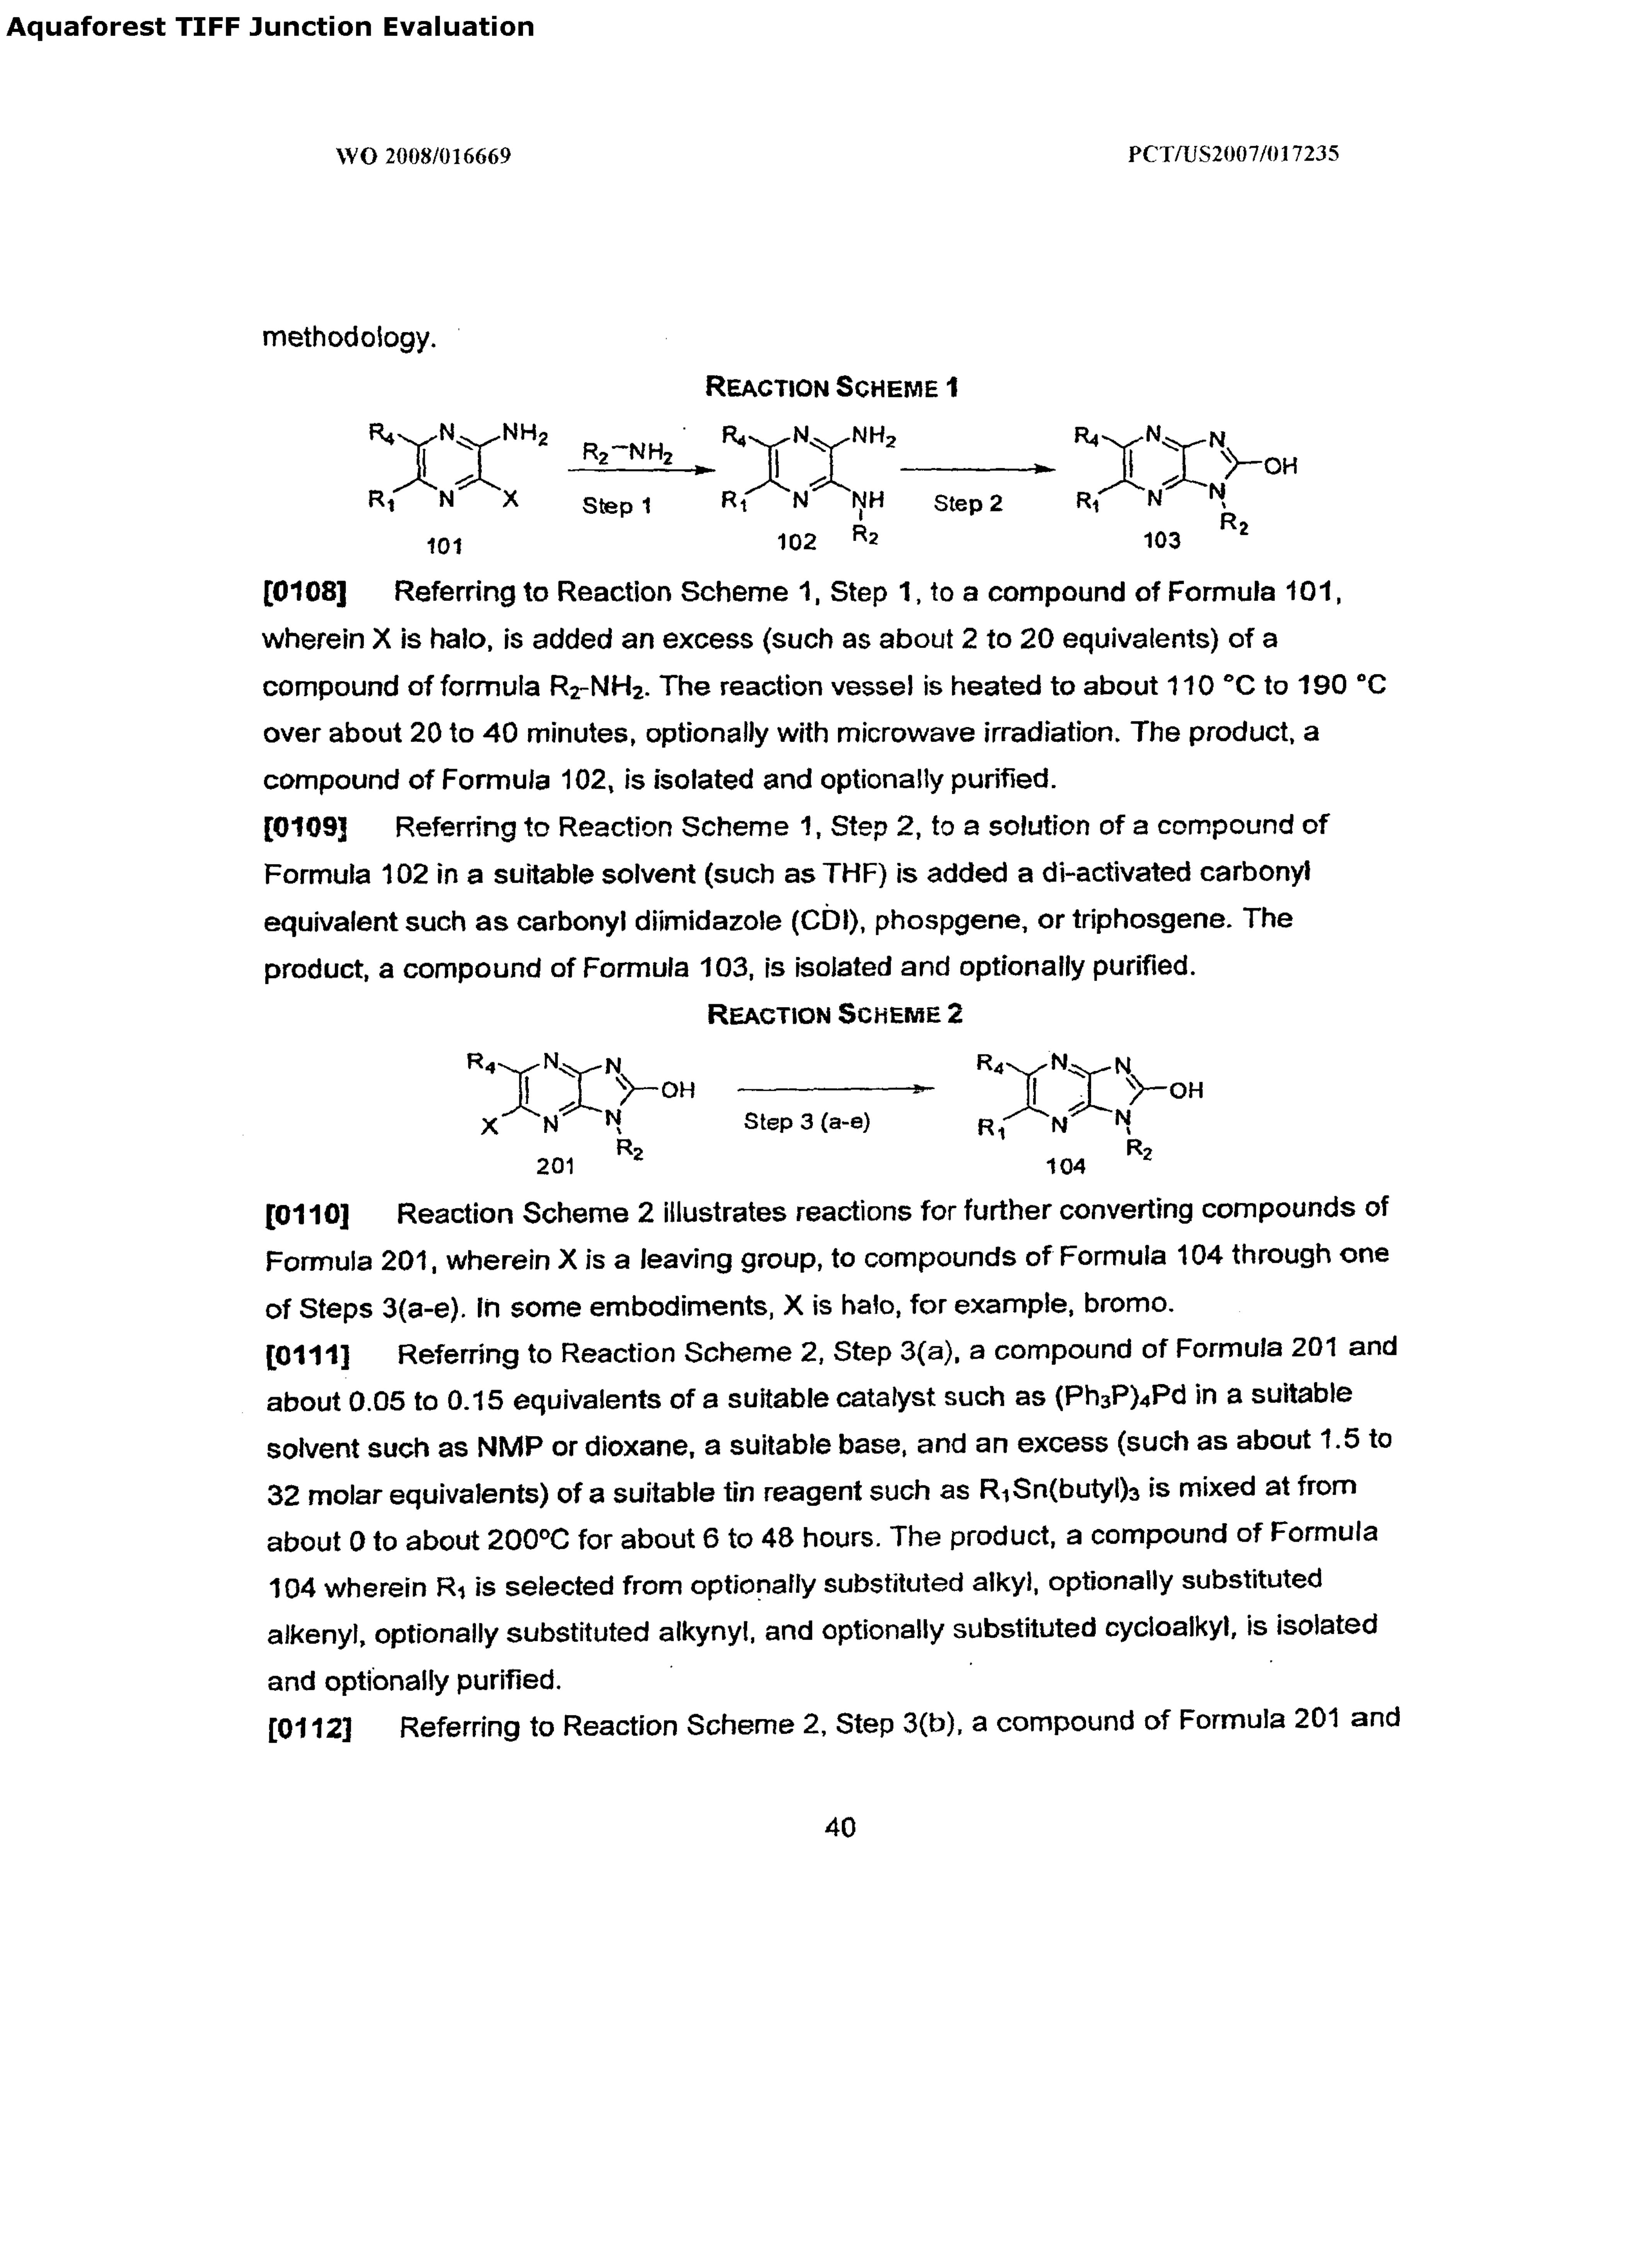 Aquaforest TIFF Junction Evaluation
WO 2008/016669 PCT/US2007/017235
methodology.
REACTION SCHEME 1
R4 N NH2 R2-NH2 R4 N NH2 R4 N N OH
R1 N X Step 1 R1 N NH Step 2 R1 N N
101 102 R2 103 R2
[0108] Referring to Reaction Scheme 1, Step 1, to a compound of Formula 101,
wherein X is halo, is added an excess (such as about 2 to 20 equivalents) of a
compound of formula R2-NH2. The reaction vessel is heated to about 110 °C to 190 °C
over about 20 to 40 minutes, optionally with microwave irradiation. The product, a
compound of Formula 102, is isolated and optionally purified.
[0109] Referring to Reaction Scheme 1, Step 2, to a solution of a compound of
Formula 102 in a suitable solvent (such as THF) is added a di-activated carbonyl
equivalent such as carbonyl diimidazole (CDI), phospgene, or triphosgene. The
product, a compound of Formula 103, is isolated and optionally purified.
REACTION SCHEME 2
R4 N N OH R4 N N OH
X N N Step 3 (a-e) R1 N N
201 R2 104 R2
[0110] Reaction Scheme 2 illustrates reactions for further converting compounds of
Formula 201, wherein X is a leaving group, to compounds of Formula 104 through one
of Steps 3(a-e). In some embodiments, X is halo, for example, bromo.
[0111] Referring to Reaction Scheme 2, Step 3(a), a compound of Formula 201 and
about 0.05 to 0.15 equivalents of a suitable catalyst such as (Ph3P)4Pd in a suitable
solvent such as NMP or dioxane, a suitable base, and an excess (such as about 1.5 to
32 molar equivalents) of a suitable tin reagent such as R1Sn(butyl)3 is mixed at from
about 0 to about 200ºC for about 6 to 48 hours. The product, a compound of Formula
104 wherein R1 is selected from optionally substituted alkyl, optionally substituted
alkenyl, optionally substituted alkynyl, and optionally substituted cycloalkyl, is isolated
and optionally purified.
[0112] Referring to Reaction Scheme 2, Step 3(b), a compound of Formula 201 and
40